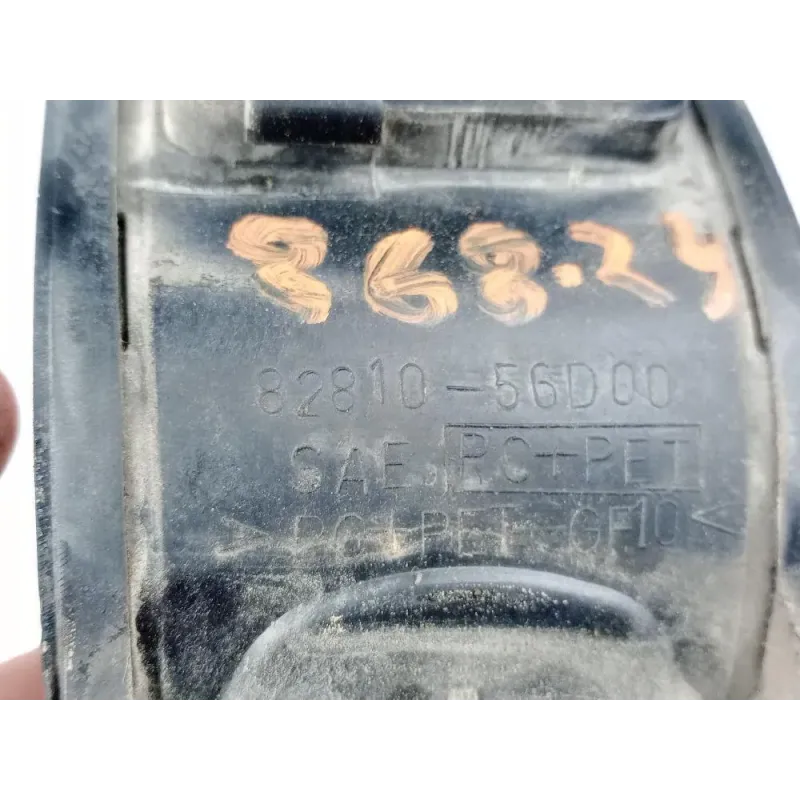 868.24
82810-56D00
SAE PC+PET
>PC+PET-GF10<